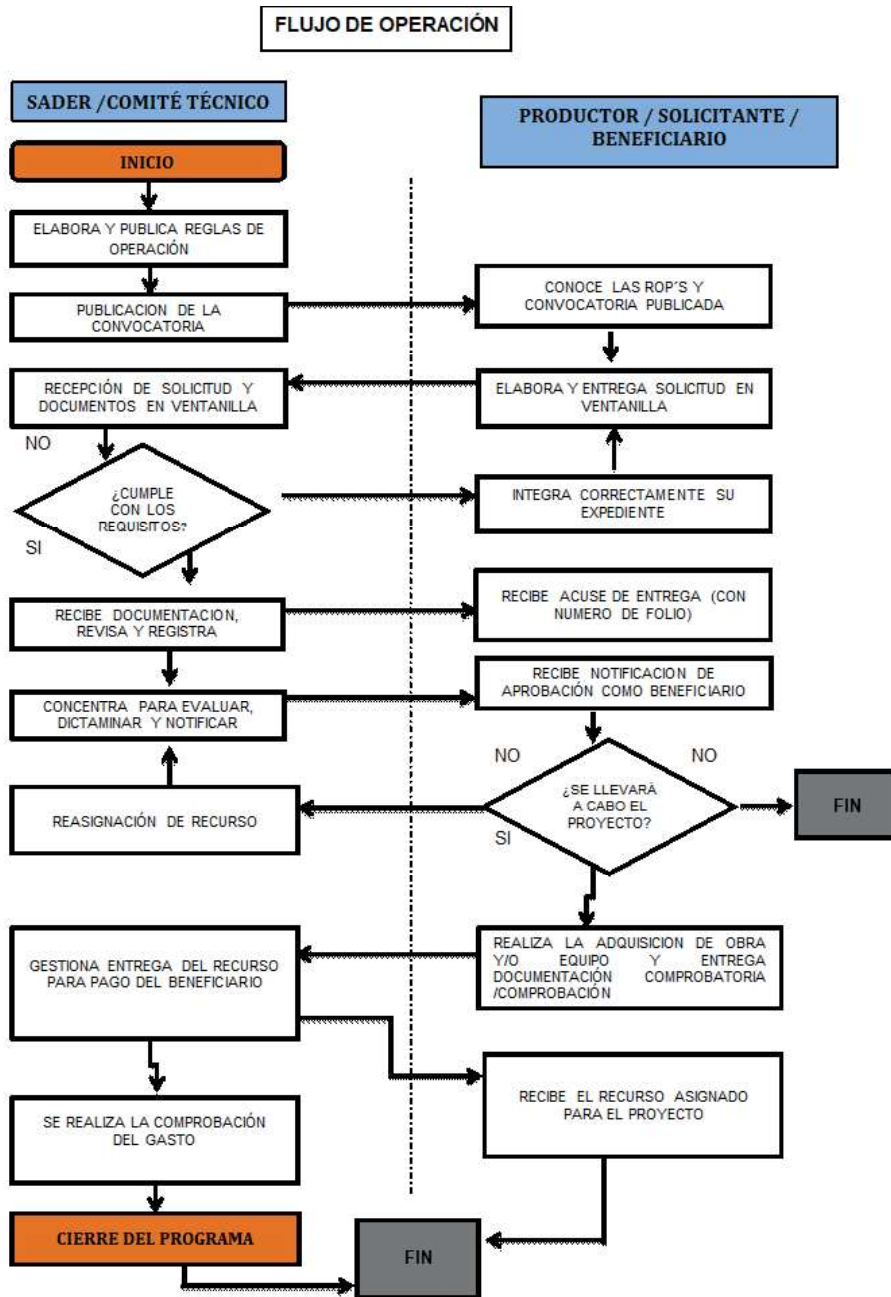 FLUJO DE OPERACIÓN
SADER /COMITÉ TÉCNICO
PRODUCTOR / SOLICITANTE /
BENEFICIARIO
INICIO
ELABORA Y PUBLICA REGLAS DE
OPERACIÓN
PUBLICACION DE LA
CONVOCATORIA
CONOCE LAS ROP´S Y
CONVOCATORIA PUBLICADA
RECEPCIÓN DE SOLICITUD Y
DOCUMENTOS EN VENTANILLA
ELABORA Y ENTREGA SOLICITUD EN
VENTANILLA
NO
¿CUMPLE
CON LOS
REQUISITOS?
SI
INTEGRA CORRECTAMENTE SU
EXPEDIENTE
RECIBE DOCUMENTACION,
REVISA Y REGISTRA
RECIBE ACUSE DE ENTREGA (CON
NUMERO DE FOLIO)
CONCENTRA PARA EVALUAR,
DICTAMINAR Y NOTIFICAR
RECIBE NOTIFICACION DE
APROBACIÓN COMO BENEFICIARIO
NO
NO
¿SE LLEVARÁ
A CABO EL
PROYECTO?
SI
FIN
REASIGNACIÓN DE RECURSO
GESTIONA ENTREGA DEL RECURSO
PARA PAGO DEL BENEFICIARIO
REALIZA LA ADQUISICION DE OBRA
Y/O EQUIPO Y ENTREGA
DOCUMENTACIÓN COMPROBATORIA
/COMPROBACIÓN
RECIBE EL RECURSO ASIGNADO
PARA EL PROYECTO
SE REALIZA LA COMPROBACIÓN
DEL GASTO
CIERRE DEL PROGRAMA
FIN